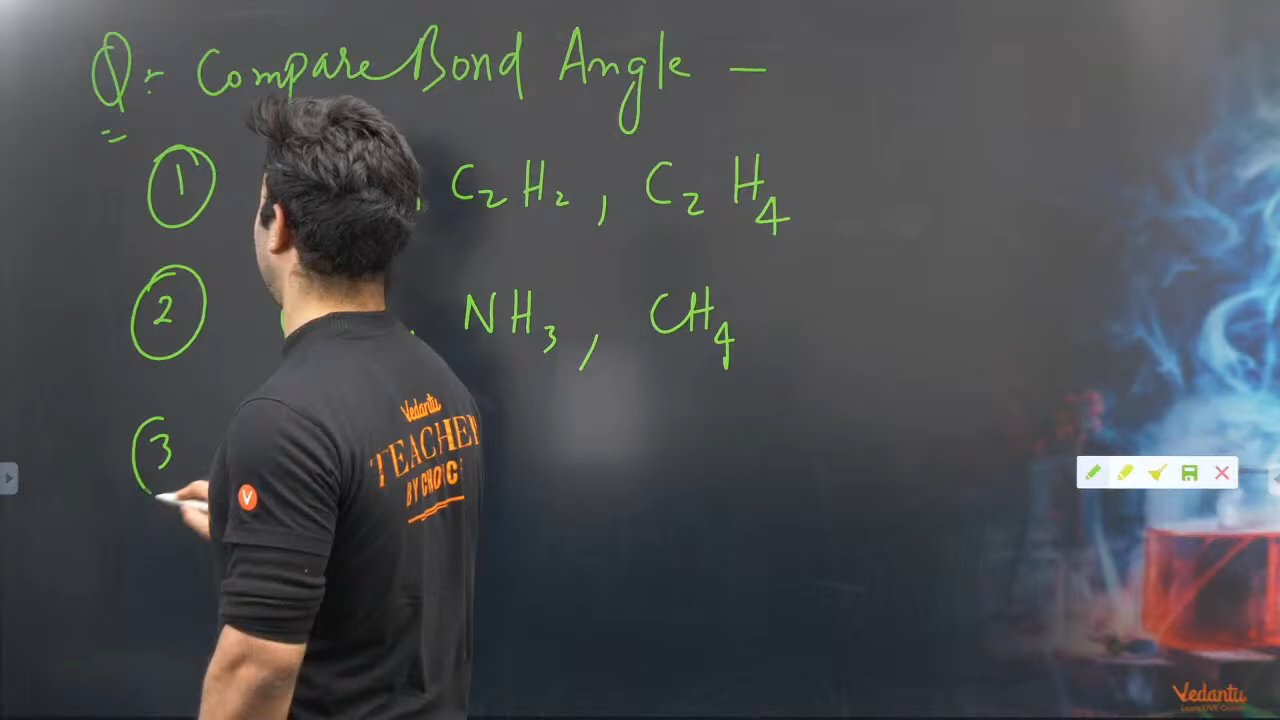 Q:- Compare Bond Angle —
1 , C2H2 , C2H4
2 , NH3 , CH4
3
Vedantu
TEACHER
BY CHOICE
V
Vedantu